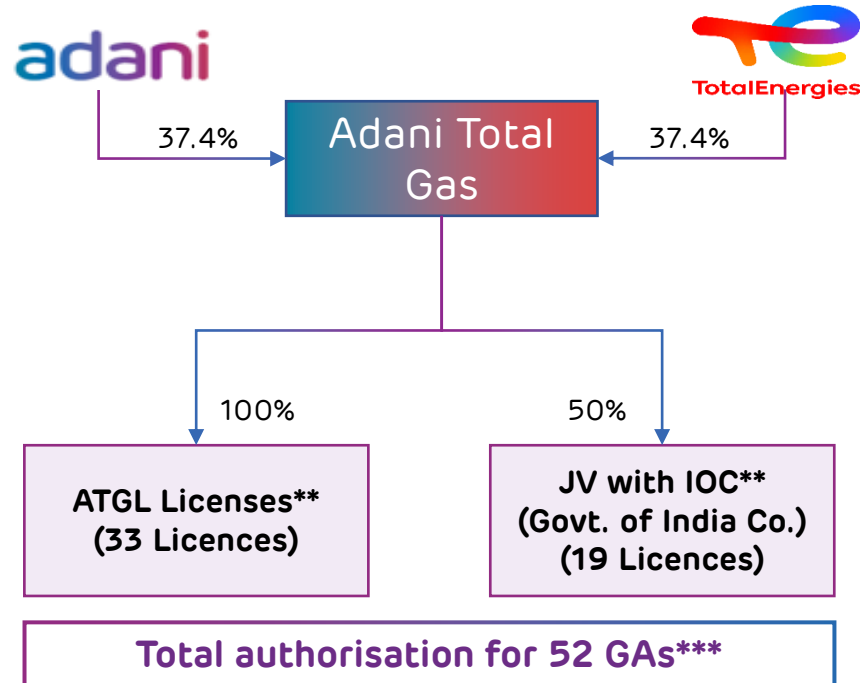 adani
TotalEnergies
37.4%
Adani Total
Gas
37.4%
100%
50%
ATGL Licenses**
(33 Licences)
JV with IOC**
(Govt. of India Co.)
(19 Licences)
Total authorisation for 52 GAs***